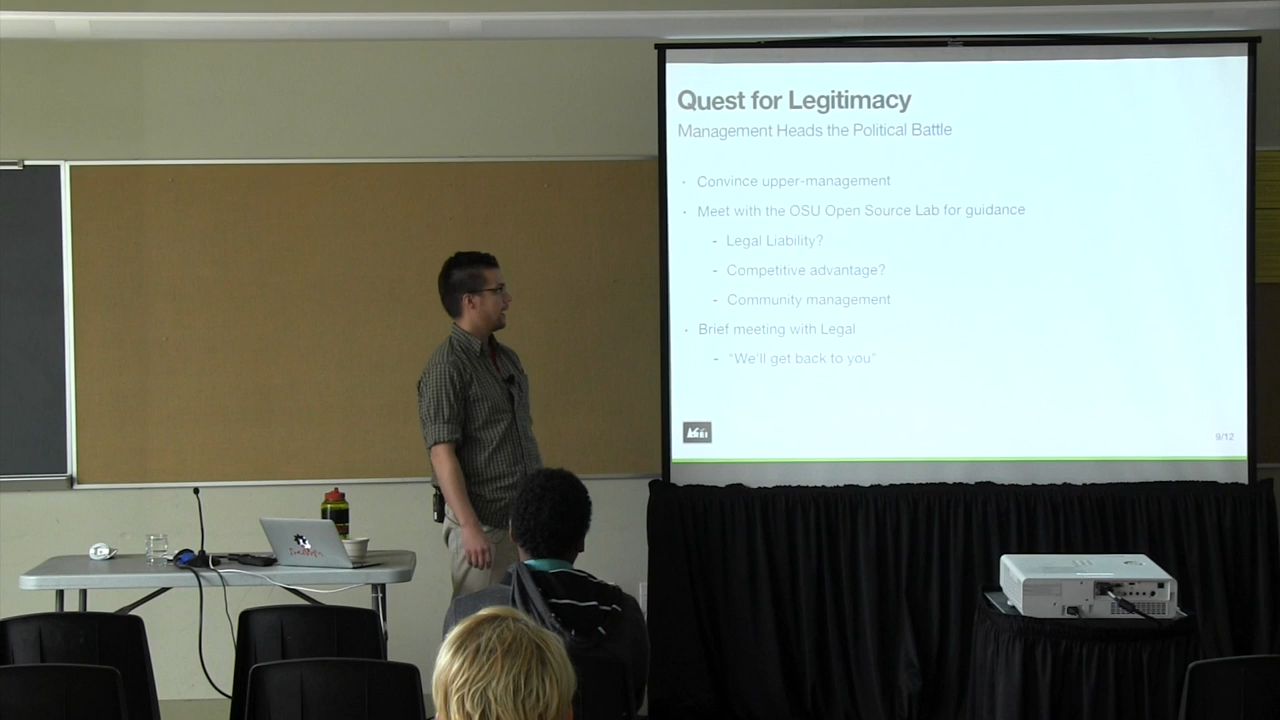 Quest for Legitimacy
Management Heads the Political Battle
· Convince upper-management
· Meet with the OSU Open Source Lab for guidance
- Legal Liability?
- Competitive advantage?
- Community management
· Brief meeting with Legal
- “We'll get back to you”
REI
9/12